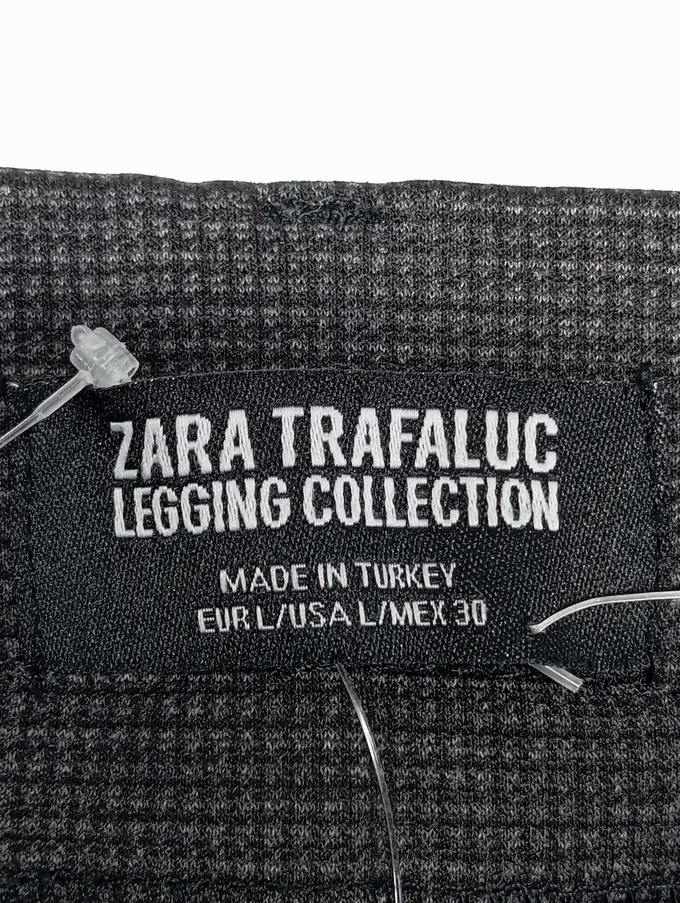 ZARA TRAFALUC
LEGGING COLLECTION
MADE IN TURKEY
EUR L/USA L/MEX 30